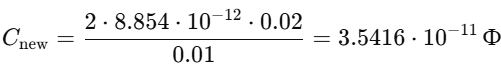 C_new = (2 · 8.854 · 10⁻¹² · 0.02) / 0.01 = 3.5416 · 10⁻¹¹ Φ